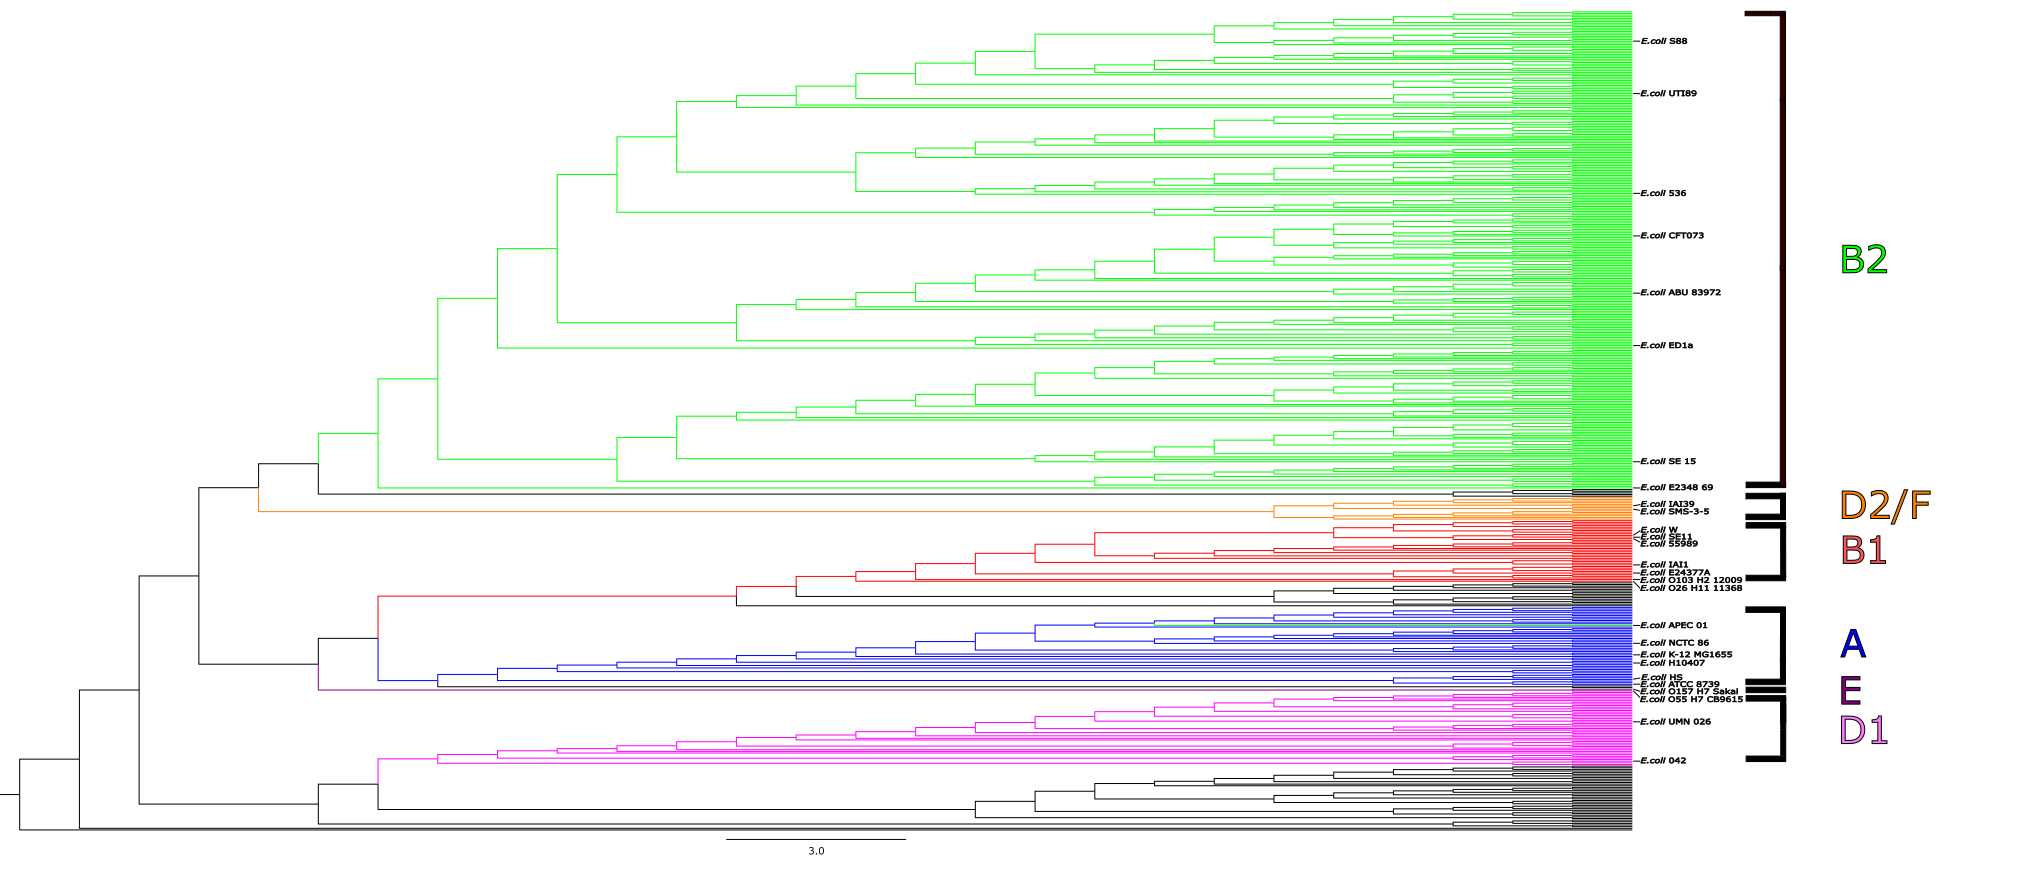 E.coli S88
E.coli UTI89
E.coli 536
E.coli CFT073
B2
E.coli ABU 83972
E.coli ED1a
E.coli SE 15
E.coli E2348 69
E.coli IAI39
D2/F
E.coli SMS-3-5
E.coli W
E.coli SE11
E.coli 55989
B1
E.coli IAI1
E.coli E24377A
E.coli O103 H2 12009
E.coli O26 H11 11368
E.coli APEC 01
E.coli NCTC 86
A
E.coli K-12 MG1655
E.coli H10407
E.coli HS
E.coli ATCC 8739
E.coli O157 H7 Sakai
E
E.coli O55 H7 CB9615
E.coli UMN 026
D1
E.coli 042
3.0